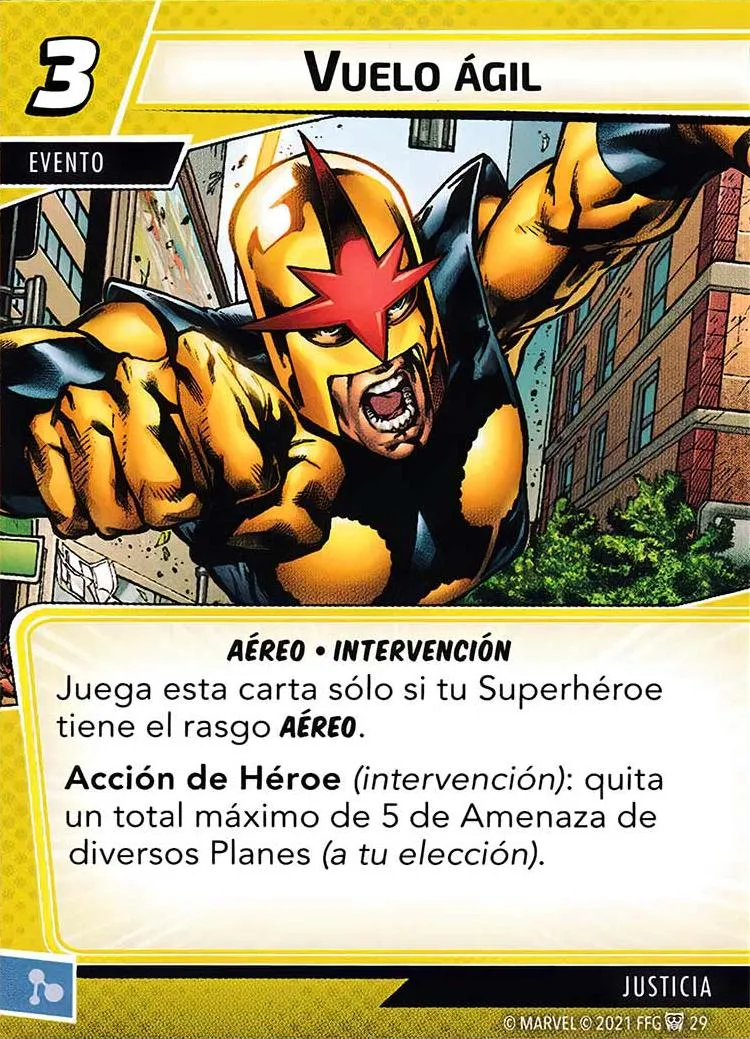 3
VUELO ÁGIL
EVENTO
AÉREO • INTERVENCIÓN
Juega esta carta sólo si tu Superhéroe
tiene el rasgo AÉREO.
Acción de Héroe (intervención): quita
un total máximo de 5 de Amenaza de
diversos Planes (a tu elección).
JUSTICIA
© MARVEL © 2021 FFG 29